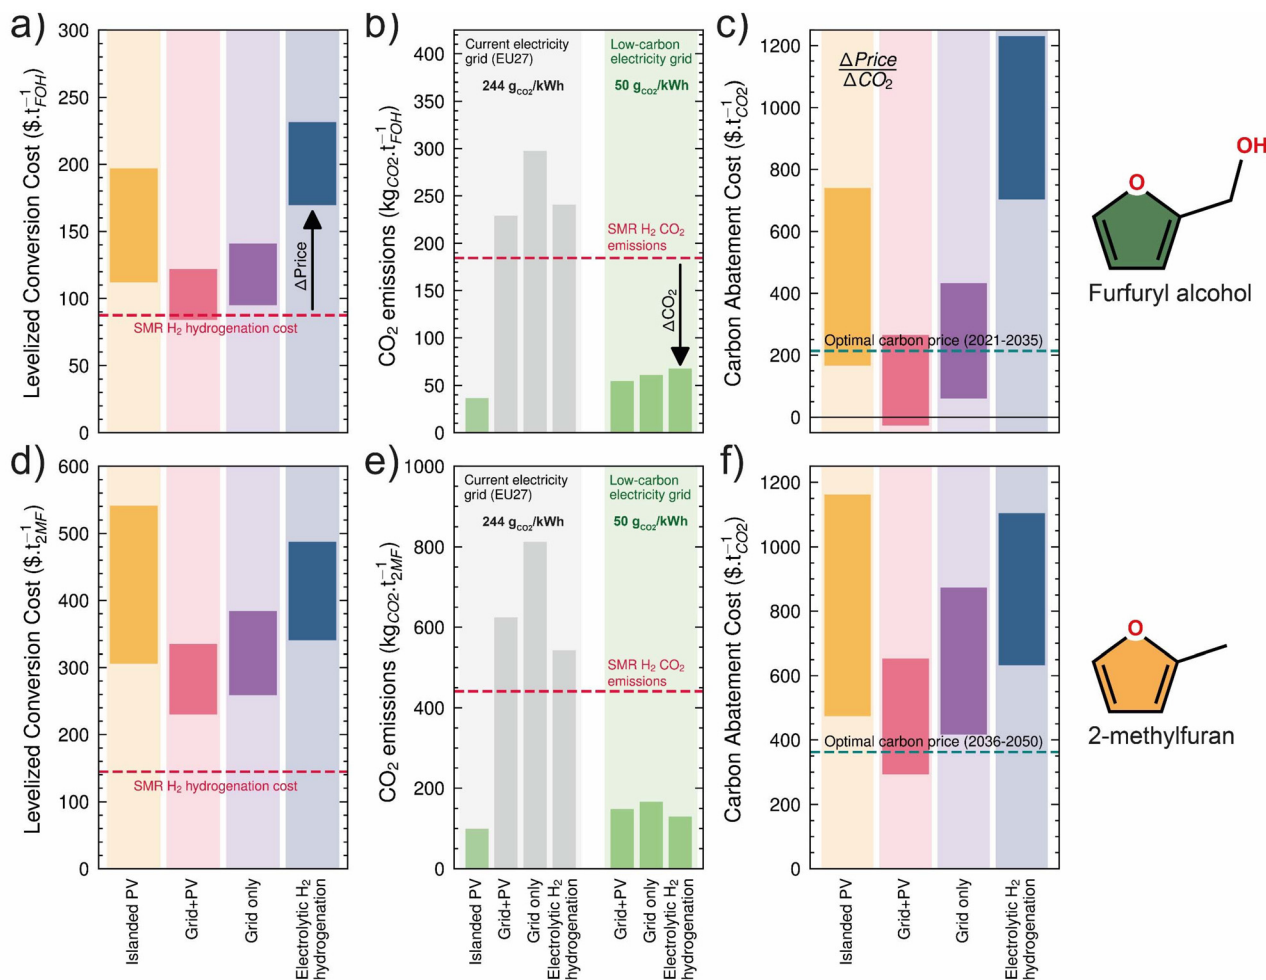 a)
Levelized Conversion Cost ($.t⁻¹FOH)
300
250
200
150
100
50
0
ΔPrice
SMR H₂ hydrogenation cost
b)
CO₂ emissions (kgCO2.t⁻¹FOH)
400
350
300
250
200
150
100
50
0
Current electricity
grid (EU27)
244 gCO2/kWh
Low-carbon
electricity grid
50 gCO2/kWh
SMR H₂ CO₂
emissions
ΔCO₂
c)
Carbon Abatement Cost ($.t⁻¹CO2)
1200
1000
800
600
400
200
0
ΔPrice
ΔCO₂
Optimal carbon price (2021-2035)
O
OH
Furfuryl alcohol
d)
Levelized Conversion Cost ($.t⁻¹2MF)
600
500
400
300
200
100
0
SMR H₂ hydrogenation cost
Islanded PV
Grid+PV
Grid only
Electrolytic H₂
hydrogenation
e)
CO₂ emissions (kgCO2.t⁻¹2MF)
1000
800
600
400
200
0
Current electricity
grid (EU27)
244 gCO2/kWh
Low-carbon
electricity grid
50 gCO2/kWh
SMR H₂ CO₂
emissions
Islanded PV
Grid+PV
Grid only
Electrolytic H₂
hydrogenation
Grid+PV
Grid only
Electrolytic H₂
hydrogenation
f)
Carbon Abatement Cost ($.t⁻¹CO2)
1200
1000
800
600
400
200
0
Optimal carbon price (2036-2050)
Islanded PV
Grid+PV
Grid only
Electrolytic H₂
hydrogenation
O
2-methylfuran